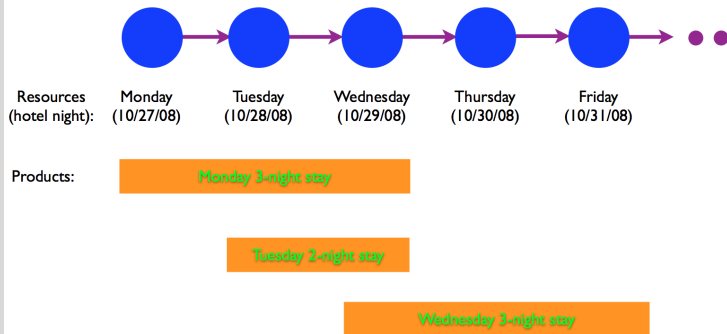 Resources (hotel night):
Monday (10/27/08)
Tuesday (10/28/08)
Wednesday (10/29/08)
Thursday (10/30/08)
Friday (10/31/08)
Products:
Monday 3-night stay
Tuesday 2-night stay
Wednesday 3-night stay